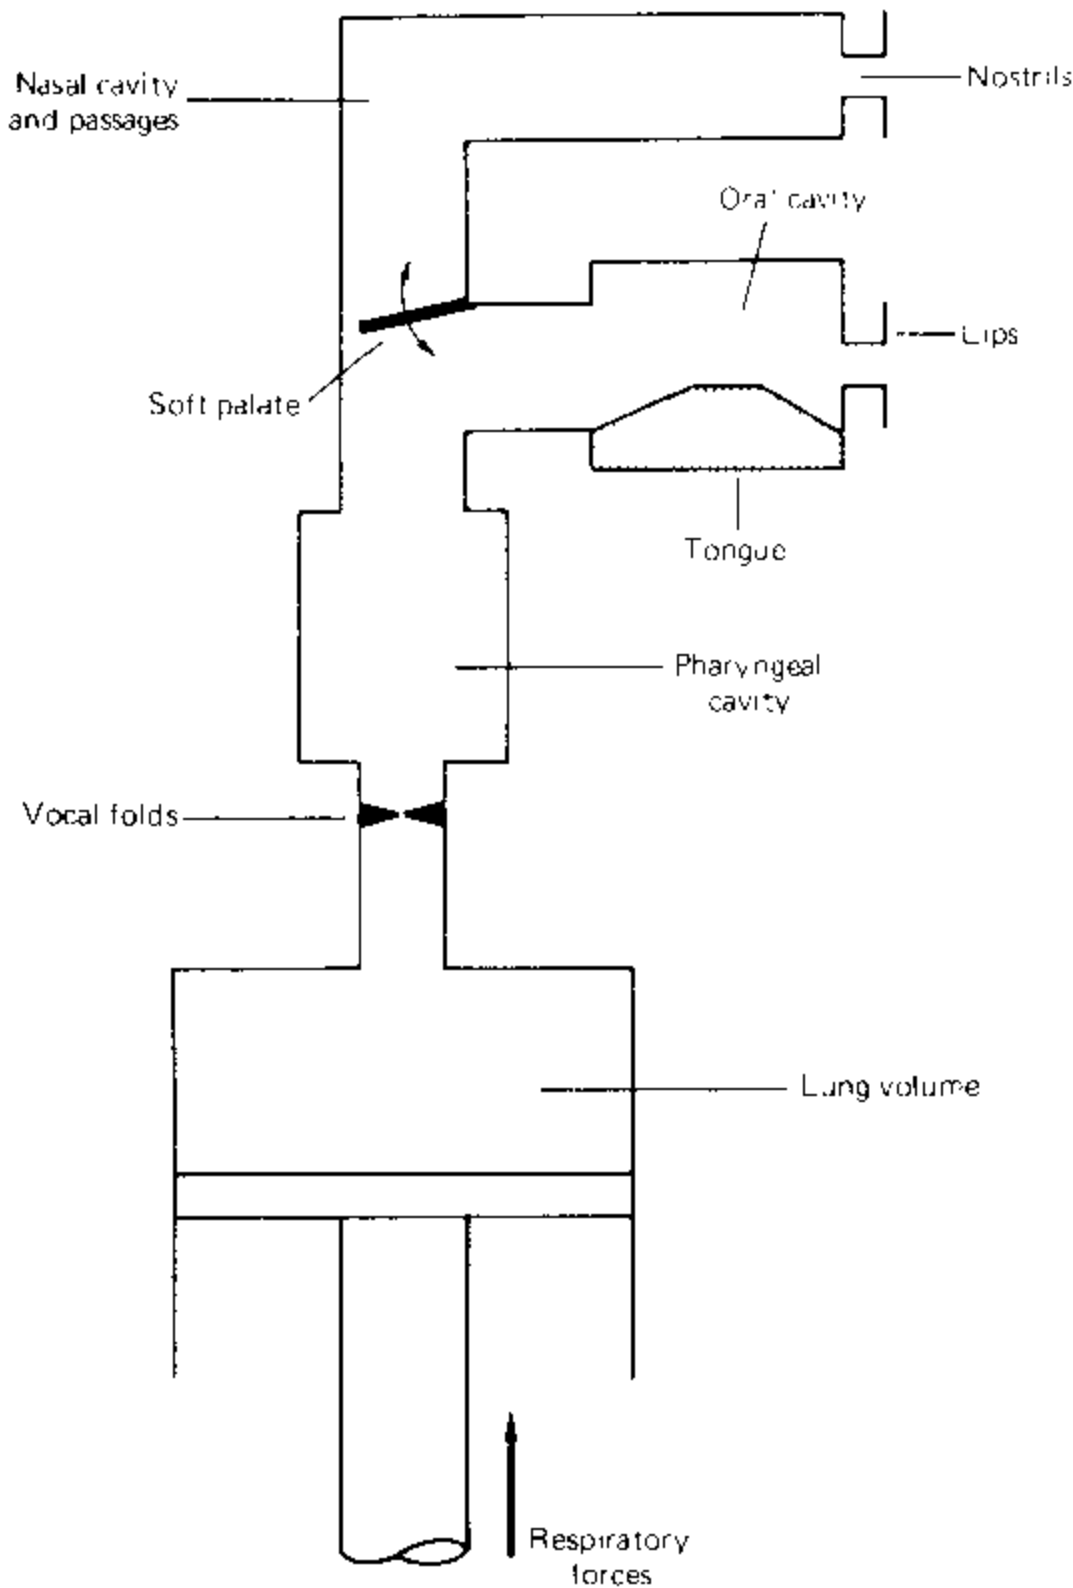 Nasal cavity
and passages
Nostrils
Oral cavity
Lips
Soft palate
Tongue
Pharyngeal
cavity
Vocal folds
Lung volume
Respiratory
forces